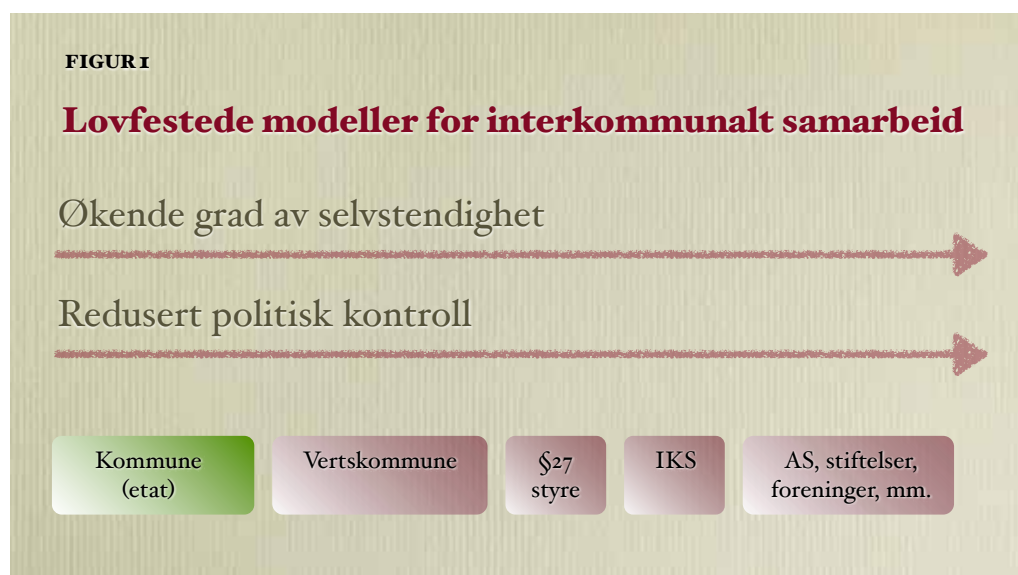 FIGUR 1
Lovfestede modeller for interkommunalt samarbeid
Økende grad av selvstendighet
Redusert politisk kontroll
Kommune
(etat)
Vertskommune
§27
styre
IKS
AS, stiftelser,
foreninger, mm.